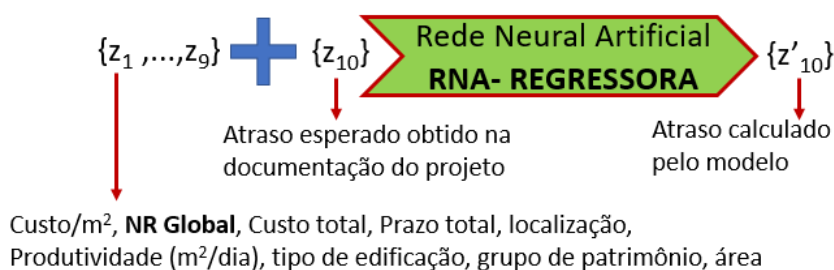 {z1 ,...,z9} + {z10} Rede Neural Artificial {z’10}
RNA- REGRESSORA
Atraso esperado obtido na
documentação do projeto
Atraso calculado
pelo modelo
Custo/m², NR Global, Custo total, Prazo total, localização,
Produtividade (m²/dia), tipo de edificação, grupo de patrimônio, área